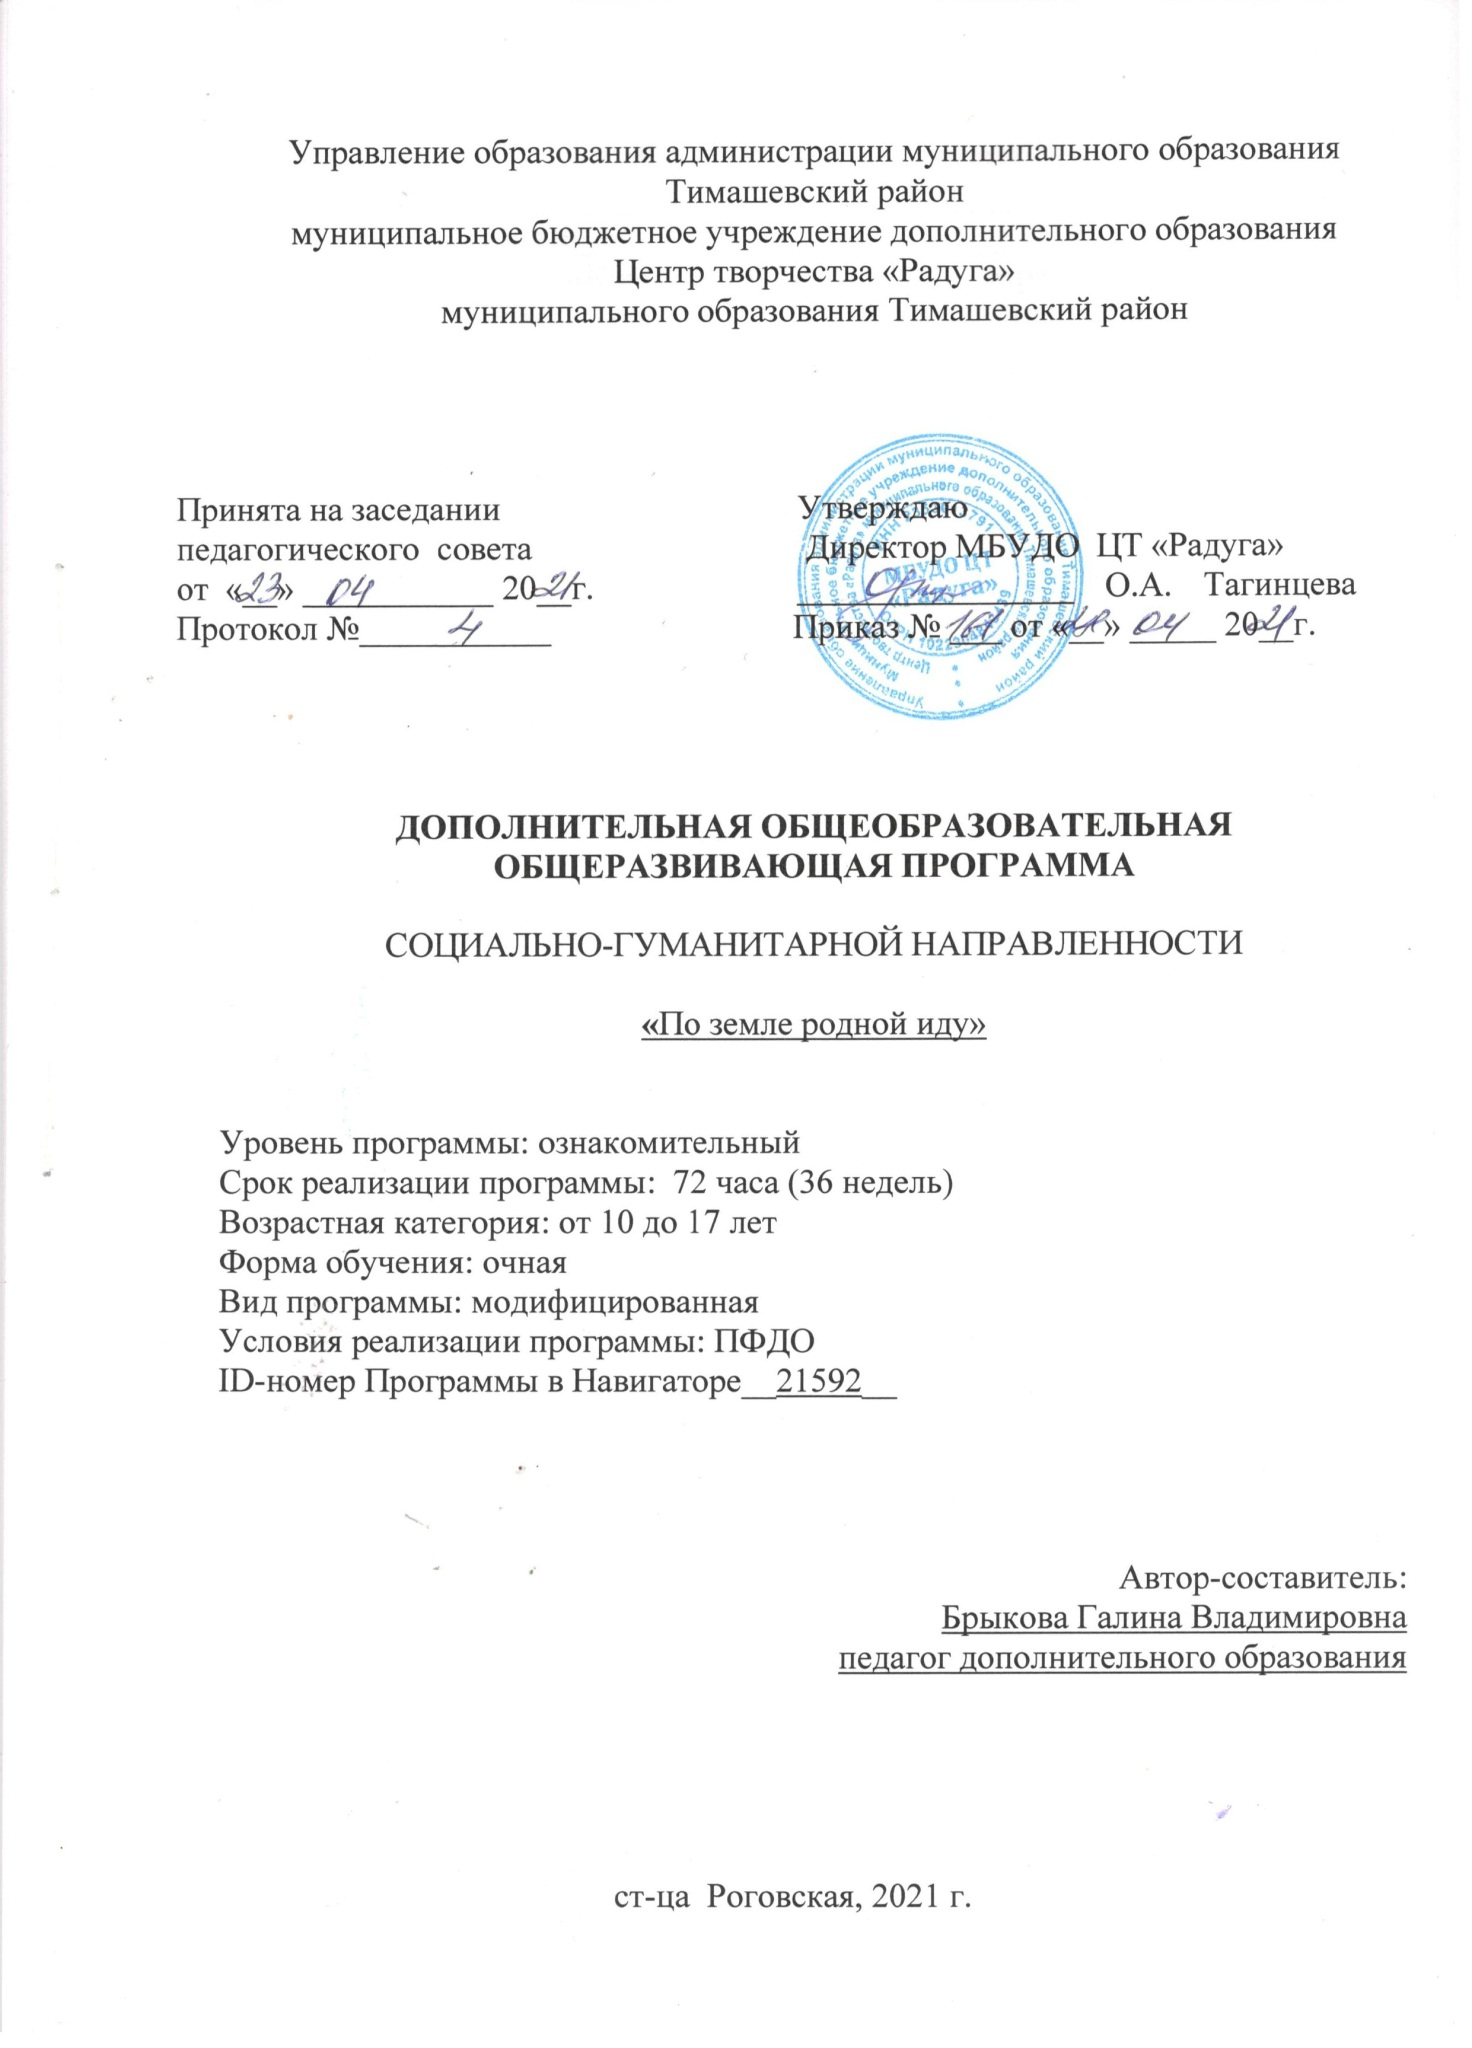 Управление образования администрации муниципального образования
Тимашевский район
муниципальное бюджетное учреждение дополнительного образования
Центр творчества «Радуга»
муниципального образования Тимашевский район
Принята на заседании
педагогического совета
от «23» 04 2021г.
Протокол № 4
Утверждаю
Директор МБУДО ЦТ «Радуга»
О.А. Тагинцева
Приказ № от « » 04 2021г.
МБУДО ЦТ
«Радуга»
ДОПОЛНИТЕЛЬНАЯ ОБЩЕОБРАЗОВАТЕЛЬНАЯ
ОБЩЕРАЗВИВАЮЩАЯ ПРОГРАММА
СОЦИАЛЬНО-ГУМАНИТАРНОЙ НАПРАВЛЕННОСТИ
«По земле родной иду»
Уровень программы: ознакомительный
Срок реализации программы: 72 часа (36 недель)
Возрастная категория: от 10 до 17 лет
Форма обучения: очная
Вид программы: модифицированная
Условия реализации программы: ПФДО
ID-номер Программы в Навигаторе__21592__
Автор-составитель:
Брыкова Галина Владимировна
педагог дополнительного образования
ст-ца Роговская, 2021 г.